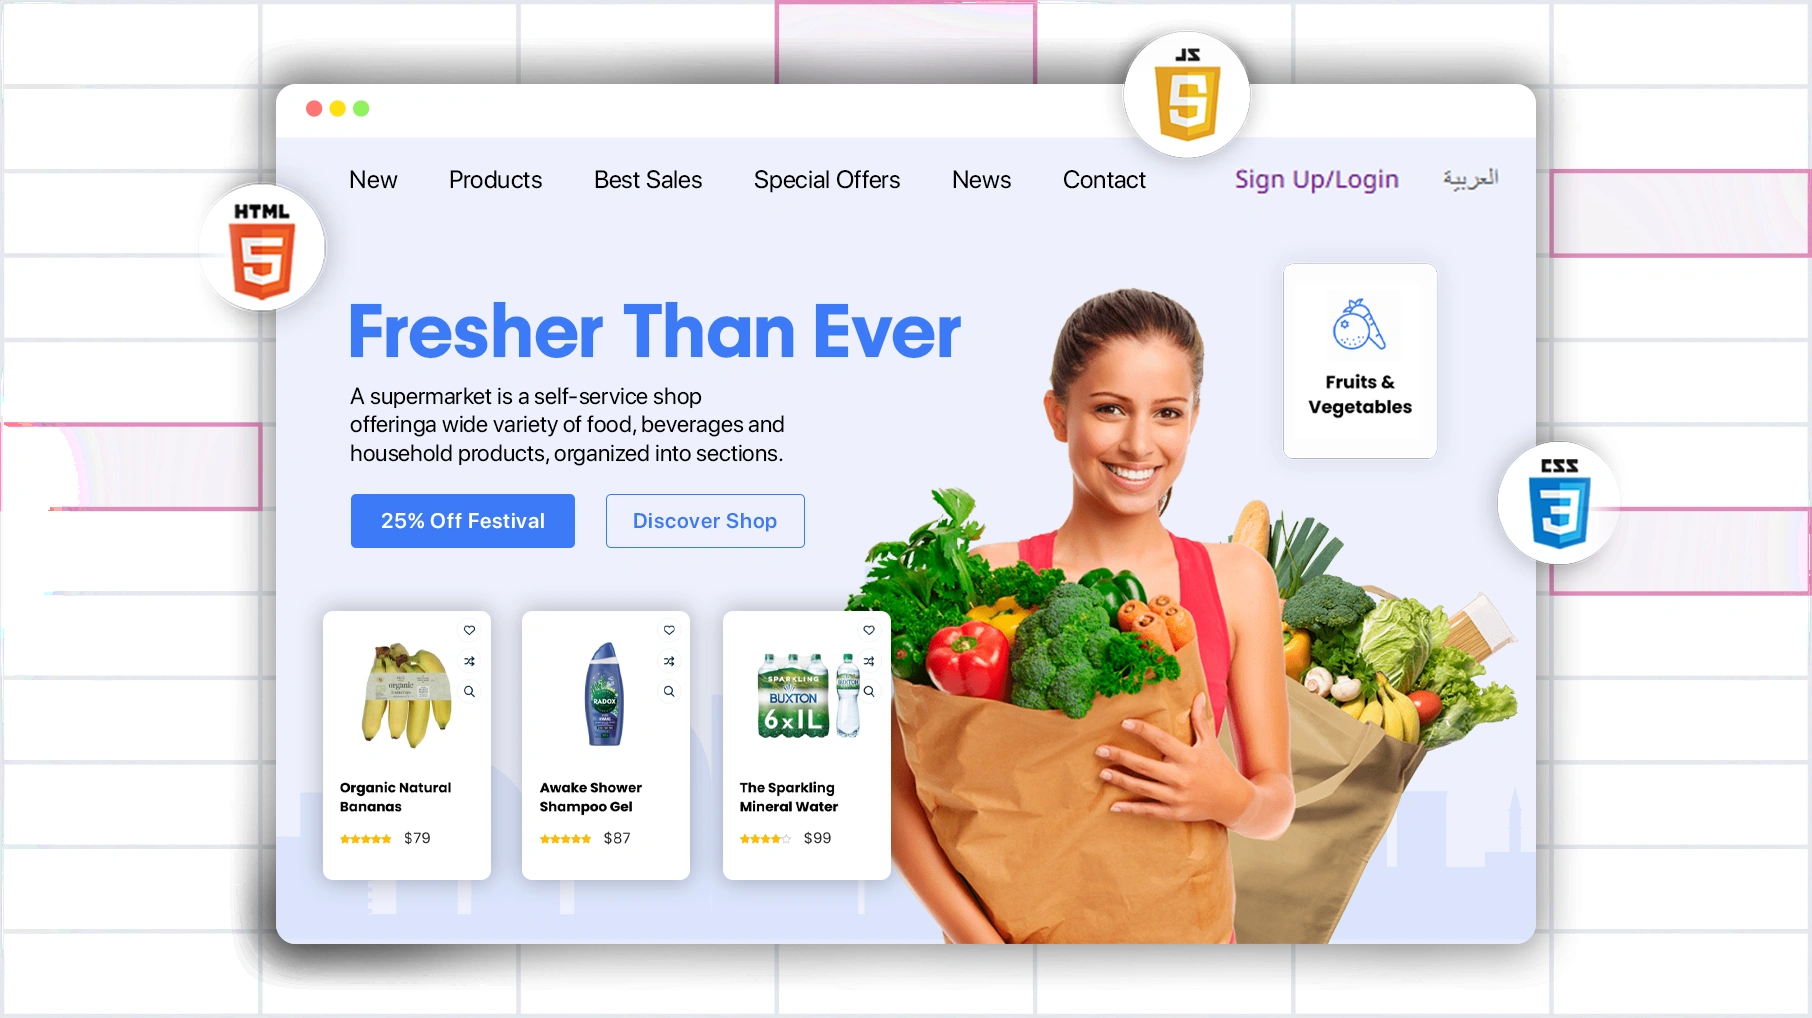 JS
HTML
New Products Best Sales Special Offers News Contact Sign Up/Login العربية
Fresher Than Ever
A supermarket is a self-service shop
offeringa wide variety of food, beverages and
household products, organized into sections.
25% Off Festival Discover Shop
Fruits &
Vegetables
CSS
organic
RADOX
SPARKLING
BUXTON
6x1L
BUXTON
Organic Natural
Bananas
$79
Awake Shower
Shampoo Gel
$87
The Sparkling
Mineral Water
$99